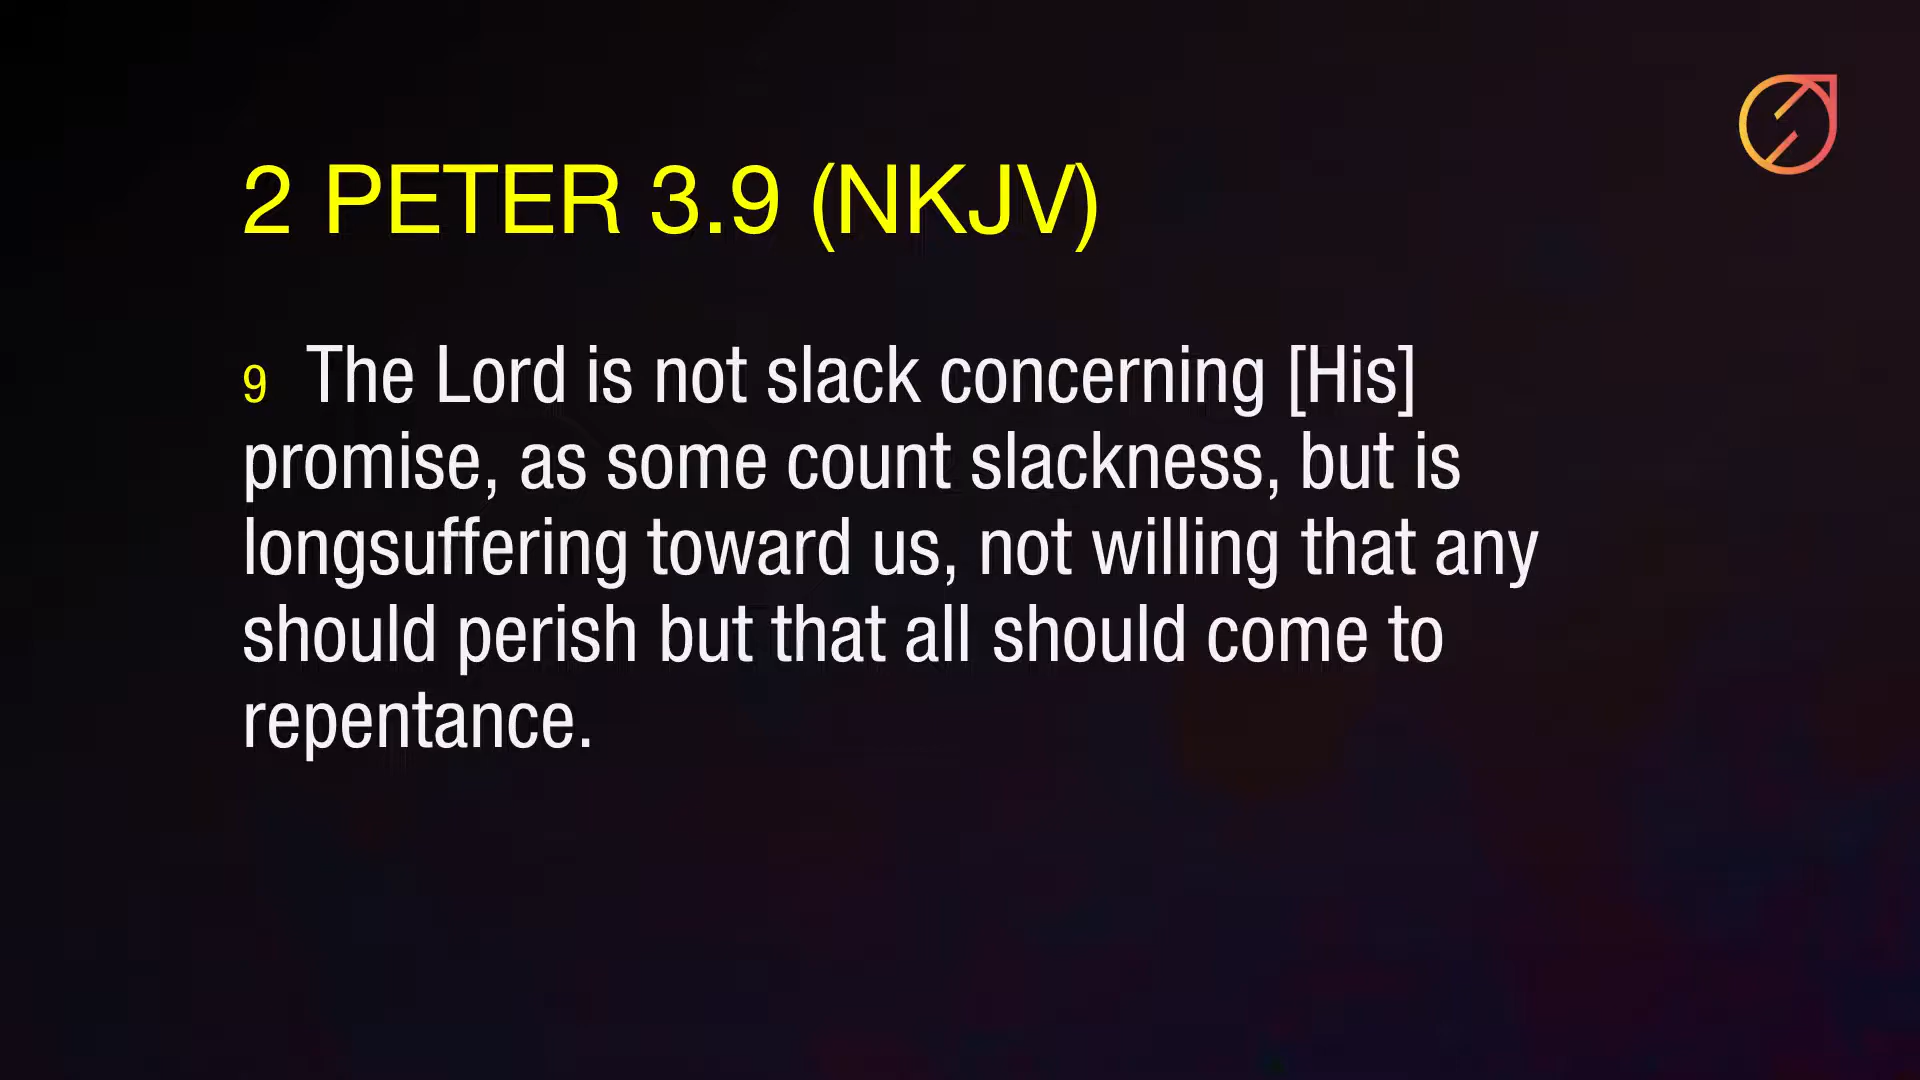 2 PETER 3.9 (NKJV)
9 The Lord is not slack concerning [His]
promise, as some count slackness, but is
longsuffering toward us, not willing that any
should perish but that all should come to
repentance.